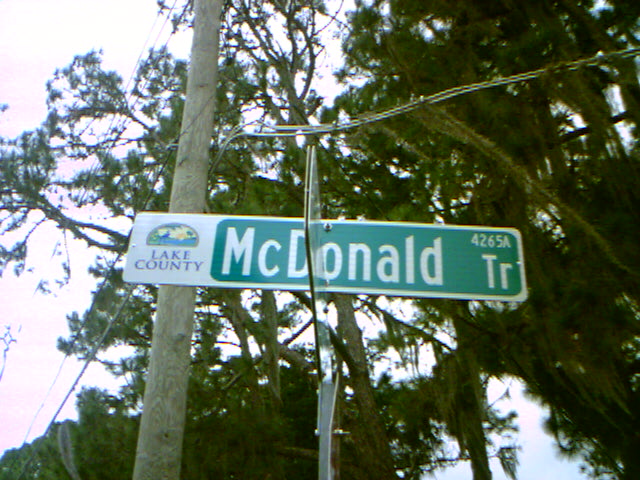 LAKE
COUNTY
McDonald
4265A
Tr